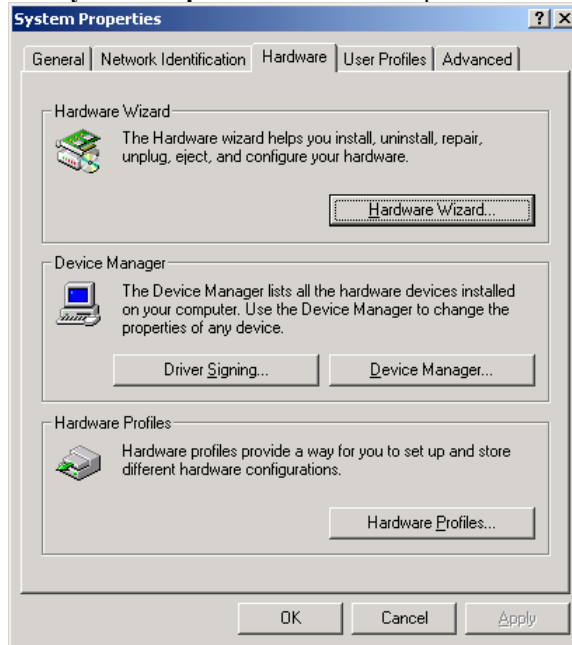 System Properties
General
Network Identification
Hardware
User Profiles
Advanced
Hardware Wizard
The Hardware wizard helps you install, uninstall, repair,
unplug, eject, and configure your hardware.
Hardware Wizard...
Device Manager
The Device Manager lists all the hardware devices installed
on your computer. Use the Device Manager to change the
properties of any device.
Driver Signing...
Device Manager...
Hardware Profiles
Hardware profiles provide a way for you to set up and store
different hardware configurations.
Hardware Profiles...
OK
Cancel
Apply